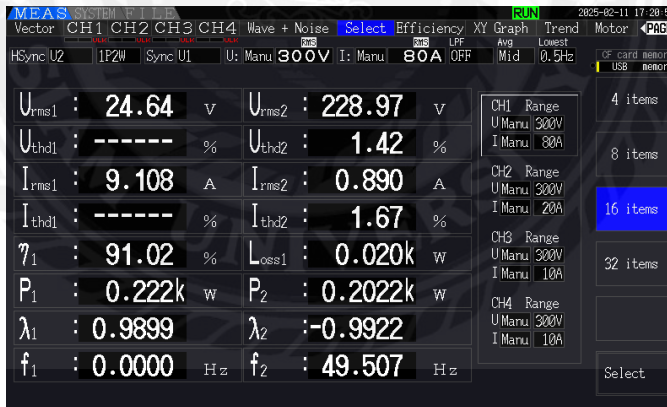 MEAS SYSTEM FILE RUN 2025-02-11 17:20:5
Vector CH1 CH2 CH3 CH4 Wave + Noise Select Efficiency XY Graph Trend Motor PAG
RMS RMS LPF Avg Lowest
HSync U2 1P2W Sync U1 U: Manu 300V I: Manu 80A OFF Mid 0.5Hz CF card memor
USB memor
Urms1 : 24.64 V Urms2 : 228.97 V
Uthd1 : ------ % Uthd2 : 1.42 %
Irms1 : 9.108 A Irms2 : 0.890 A
Ithd1 : ------ % Ithd2 : 1.67 %
η1 : 91.02 % Loss1 : 0.020k W
P1 : 0.222k W P2 : 0.2022k W
λ1 : 0.9899 λ2 :-0.9922
f1 : 0.0000 Hz f2 : 49.507 Hz
CH1 Range
U Manu 300V
I Manu 80A
CH2 Range
U Manu 300V
I Manu 20A
CH3 Range
U Manu 300V
I Manu 10A
CH4 Range
U Manu 300V
I Manu 10A
4 items
8 items
16 items
32 items
Select